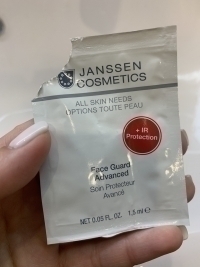 JANSSEN
COSMETICS
ALL SKIN NEEDS
OPTIONS TOUTE PEAU
+ IR
Protection
Face Guard
Advanced
Soin Protecteur
Avancé
NET 0.05 FL. OZ. 1,5 ml ℮